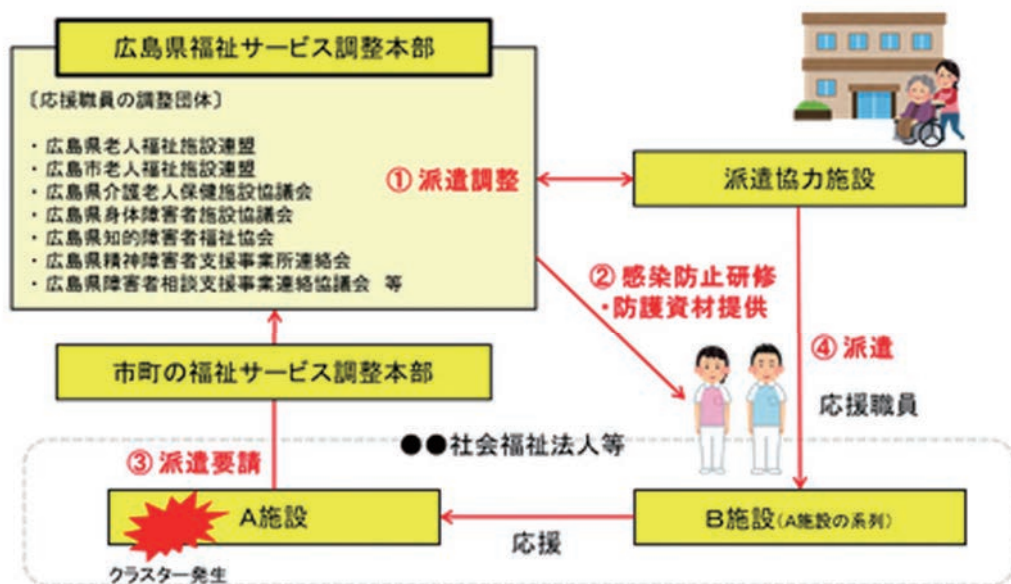 広島県福祉サービス調整本部
〔応援職員の調整団体〕
・広島県老人福祉施設連盟
・広島市老人福祉施設連盟
・広島県介護老人保健施設協議会
・広島県身体障害者施設協議会
・広島県知的障害者福祉協会
・広島県精神障害者支援事業所連絡会
・広島県障害者相談支援事業連絡協議会 等
① 派遣調整
派遣協力施設
② 感染防止研修
・防護資材提供
④ 派遣
応援職員
市町の福祉サービス調整本部
③ 派遣要請
●●社会福祉法人等
A施設
クラスター発生
応援
B施設(A施設の系列)